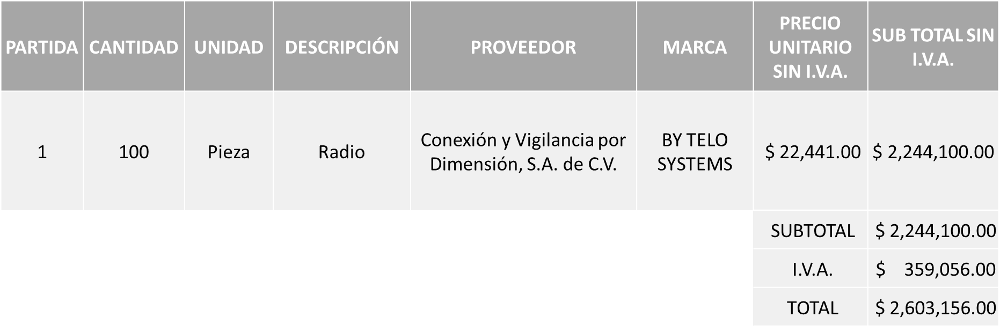 PARTIDA CANTIDAD UNIDAD DESCRIPCIÓN PROVEEDOR MARCA PRECIO UNITARIO SIN I.V.A. SUB TOTAL SIN I.V.A.
1 100 Pieza Radio Conexión y Vigilancia por Dimensión, S.A. de C.V. BY TELO SYSTEMS $ 22,441.00 $ 2,244,100.00
SUBTOTAL $ 2,244,100.00
I.V.A. $ 359,056.00
TOTAL $ 2,603,156.00